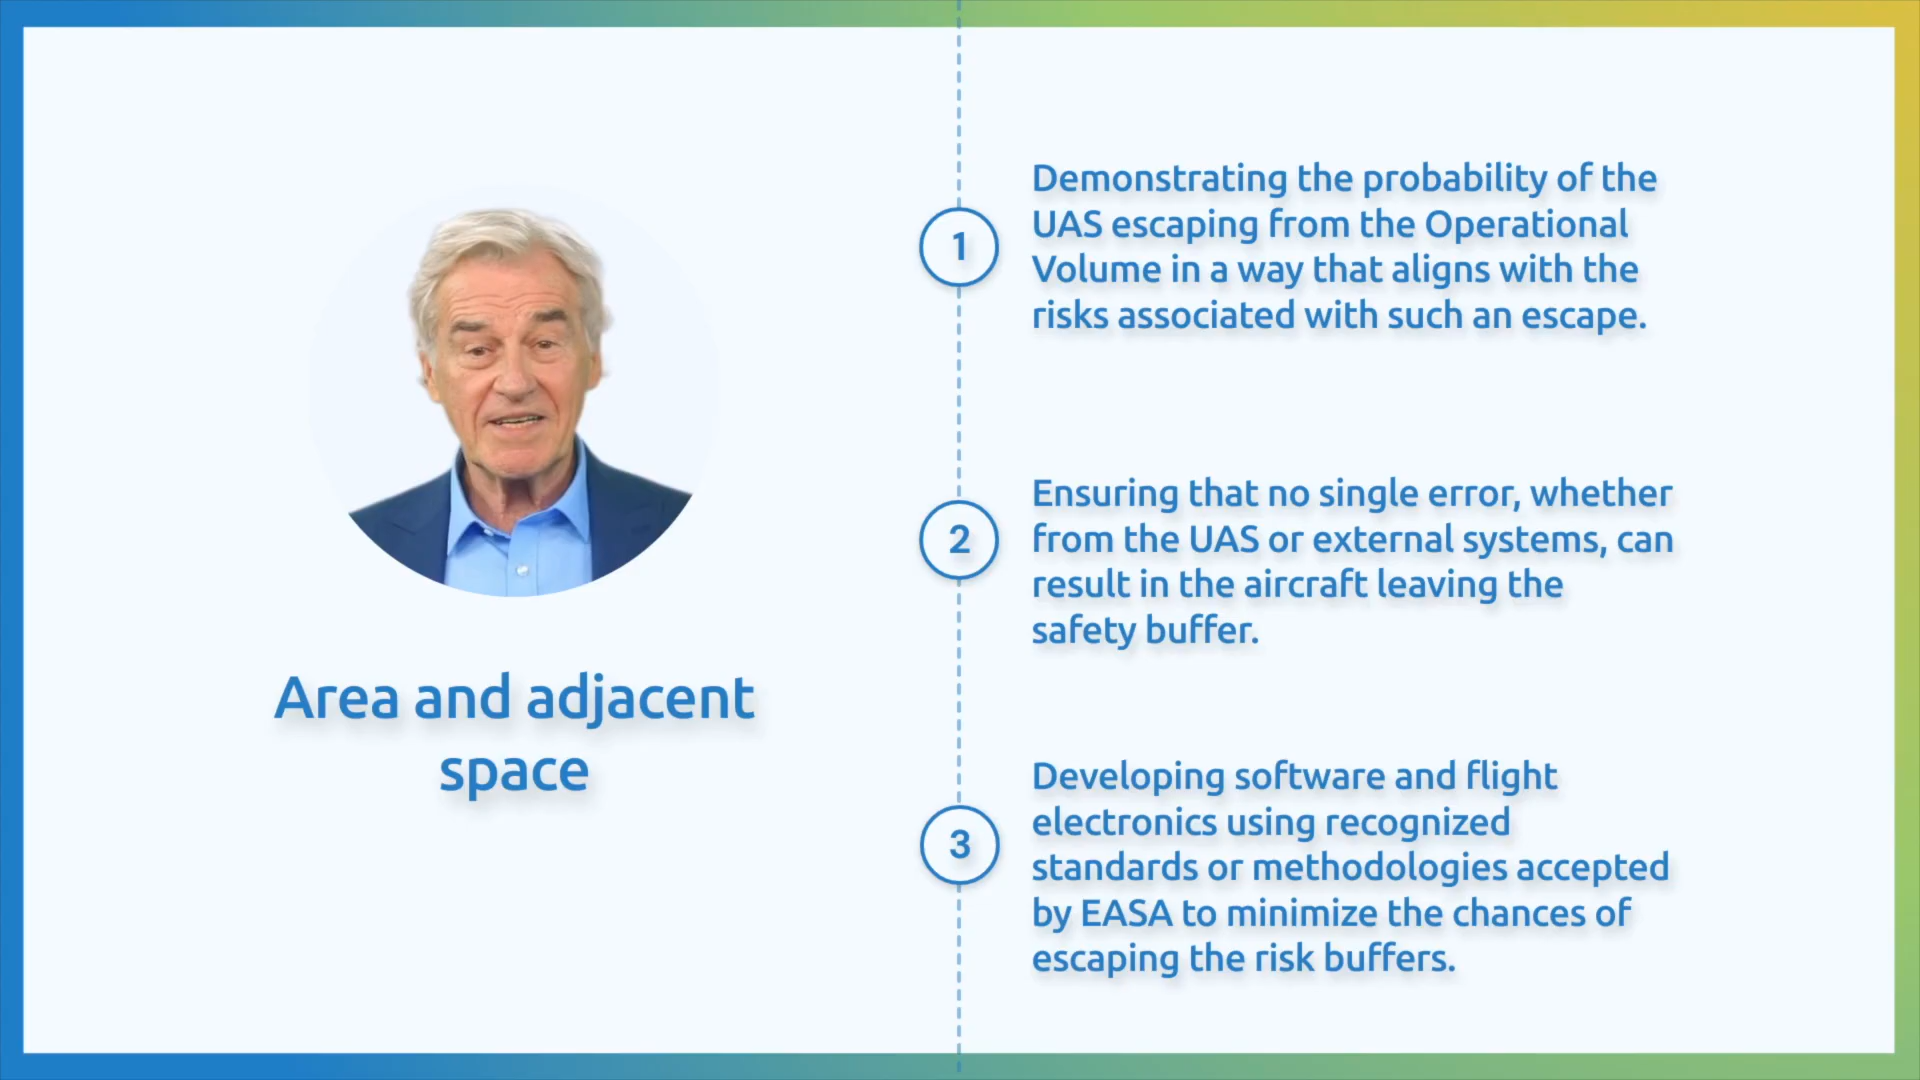 Area and adjacent
space
1
Demonstrating the probability of the
UAS escaping from the Operational
Volume in a way that aligns with the
risks associated with such an escape.
2
Ensuring that no single error, whether
from the UAS or external systems, can
result in the aircraft leaving the
safety buffer.
3
Developing software and flight
electronics using recognized
standards or methodologies accepted
by EASA to minimize the chances of
escaping the risk buffers.